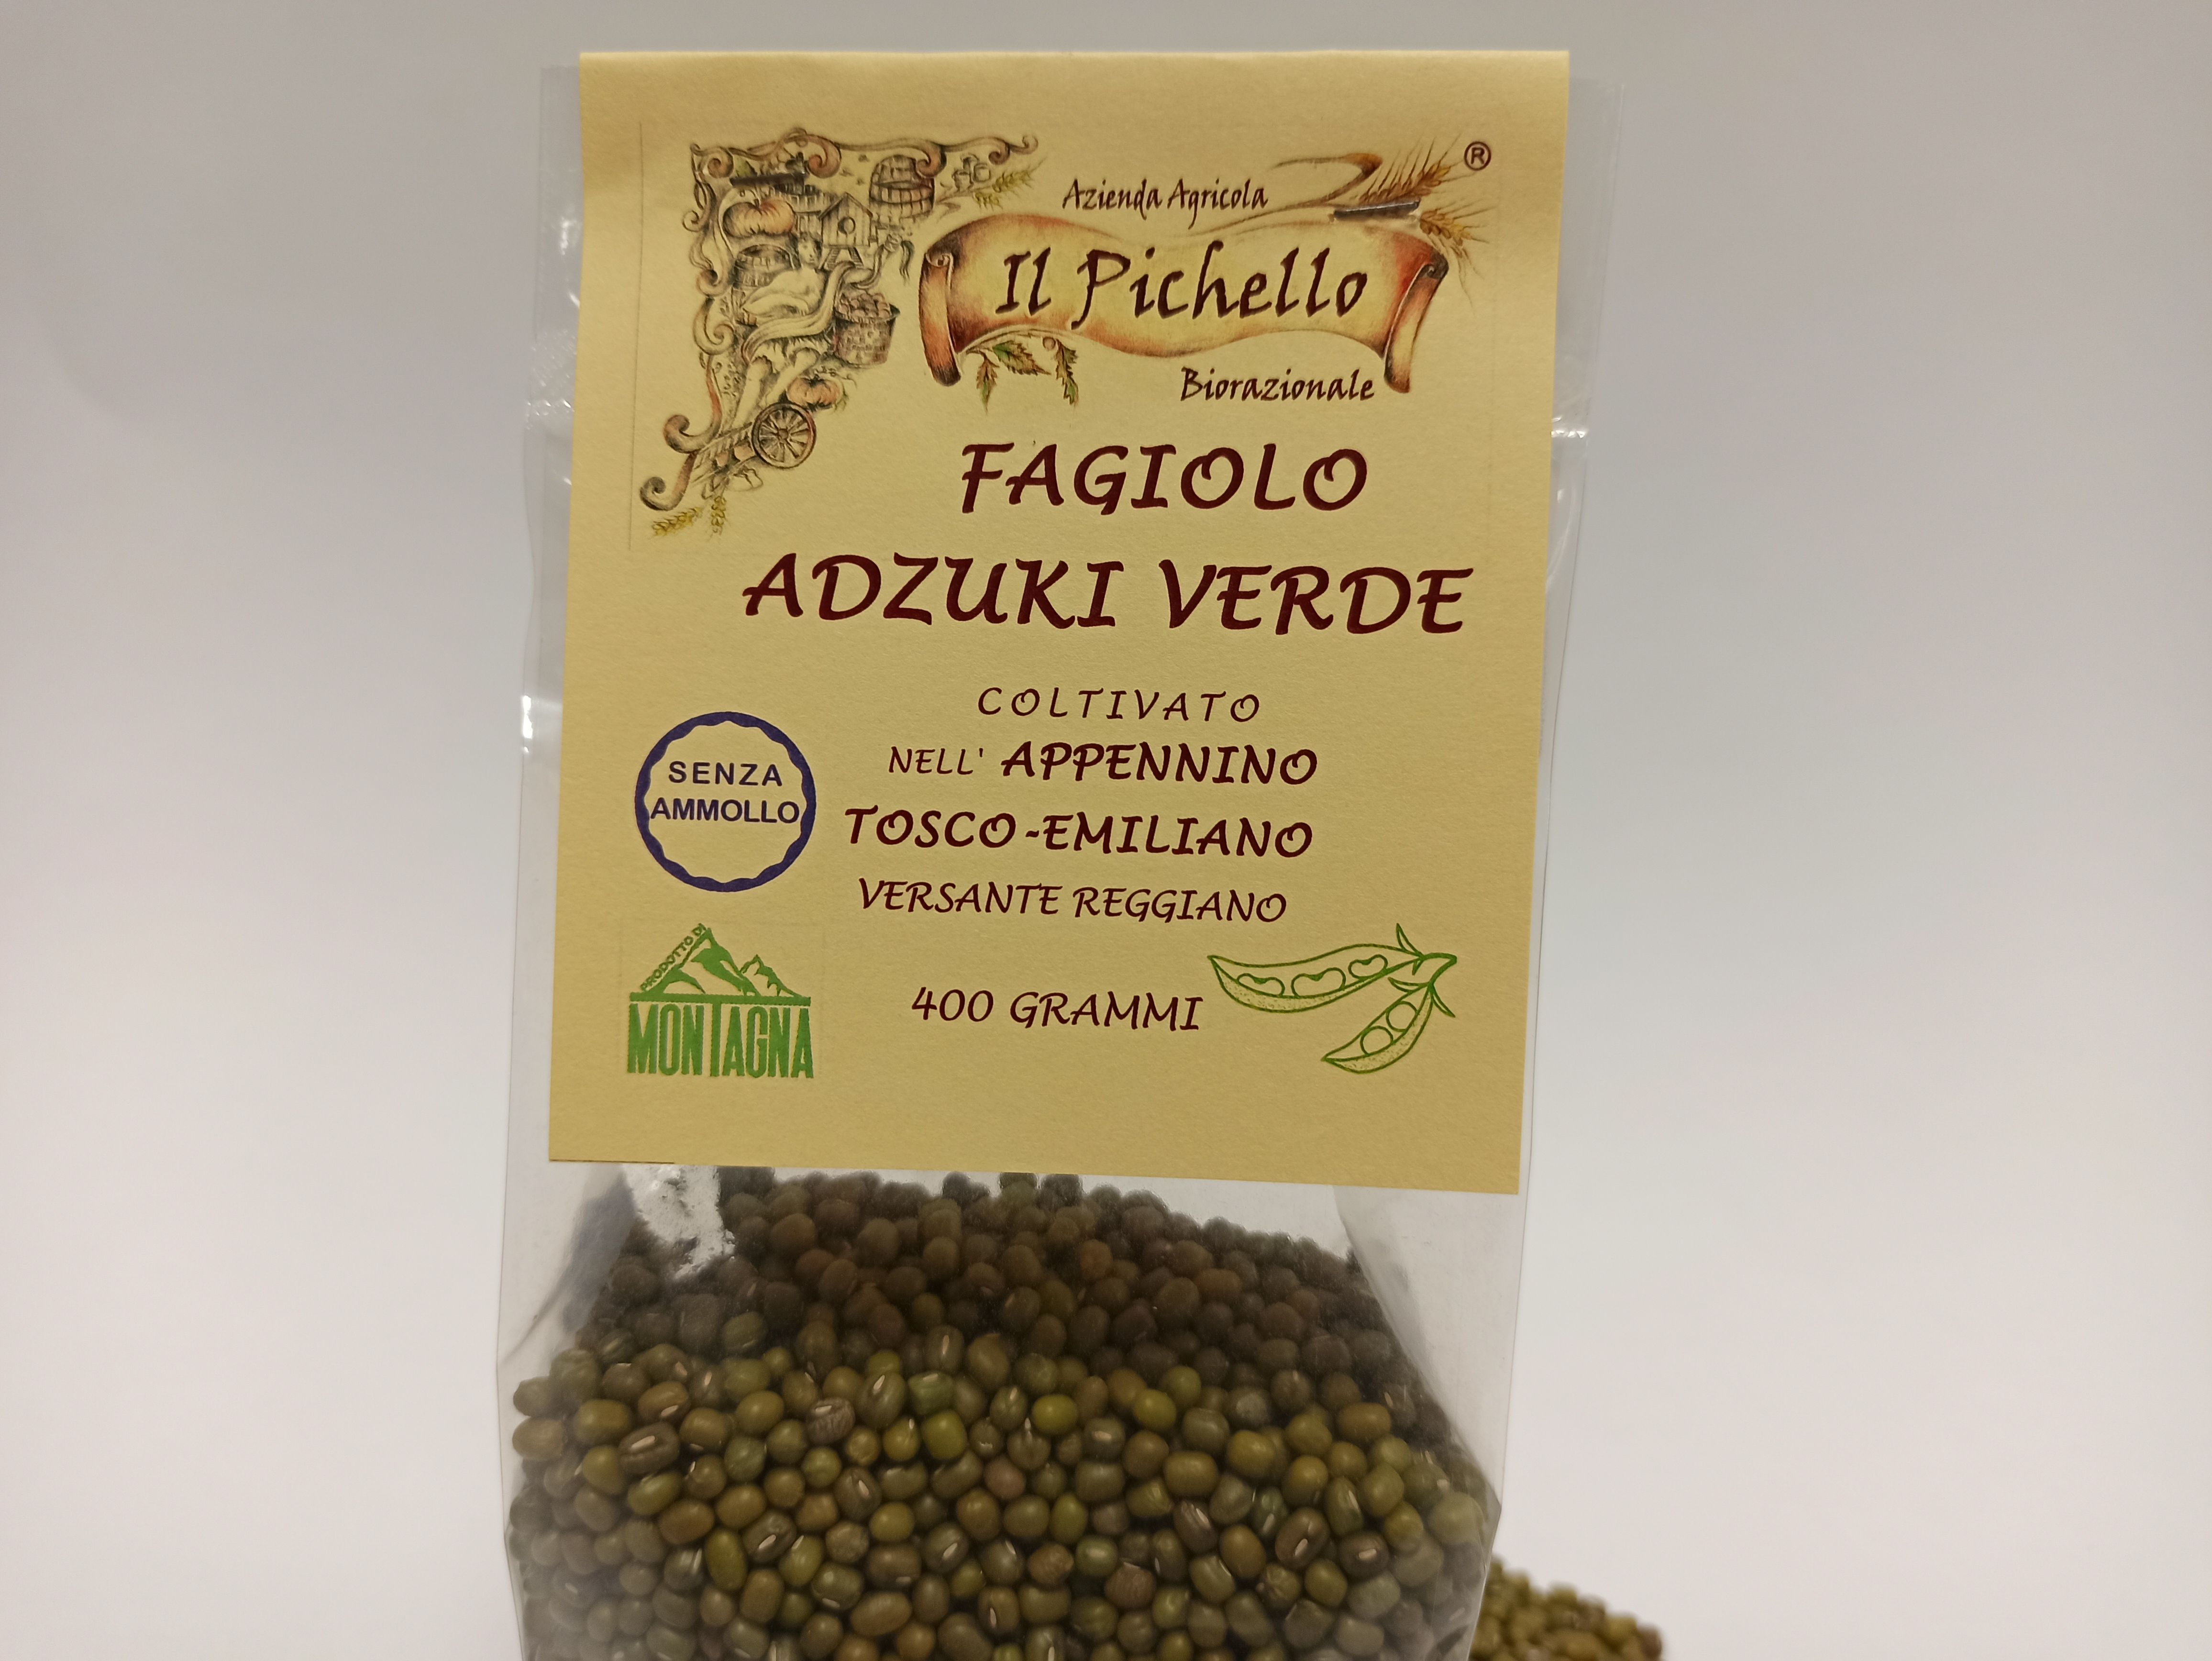 Azienda Agricola
®
Il Pichello
Biorazionale
FAGIOLO
ADZUKI VERDE
COLTIVATO
NELL' APPENNINO
TOSCO-EMILIANO
VERSANTE REGGIANO
SENZA
AMMOLLO
PRODOTTO DI
MONTAGNA
400 GRAMMI